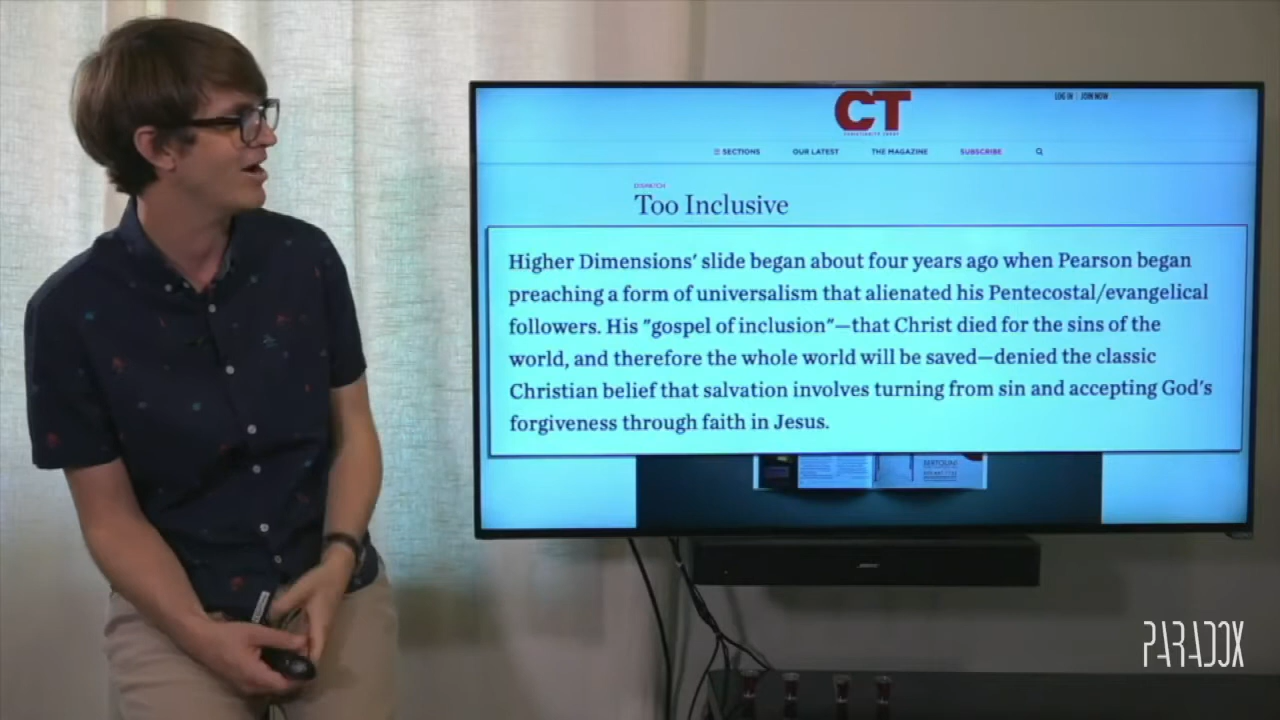 CT
CHRISTIANITY TODAY
LOG IN | JOIN NOW
SECTIONS OUR LATEST THE MAGAZINE SUBSCRIBE
DISPATCH
Too Inclusive
Higher Dimensions' slide began about four years ago when Pearson began
preaching a form of universalism that alienated his Pentecostal/evangelical
followers. His "gospel of inclusion"—that Christ died for the sins of the
world, and therefore the whole world will be saved—denied the classic
Christian belief that salvation involves turning from sin and accepting God's
forgiveness through faith in Jesus.
BERTOLINI
BOSE
PARADOX